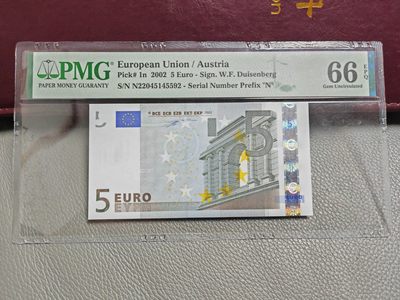 PMG
PAPER MONEY GUARANTY
European Union / Austria
Pick# 1n 2002 5 Euro - Sign. W.F. Duisenberg
S/N N22045145592 - Serial Number Prefix "N"
66 EPQ
Gem Uncirculated
BCE ECB EZB EKT EKP
5
5 EURO